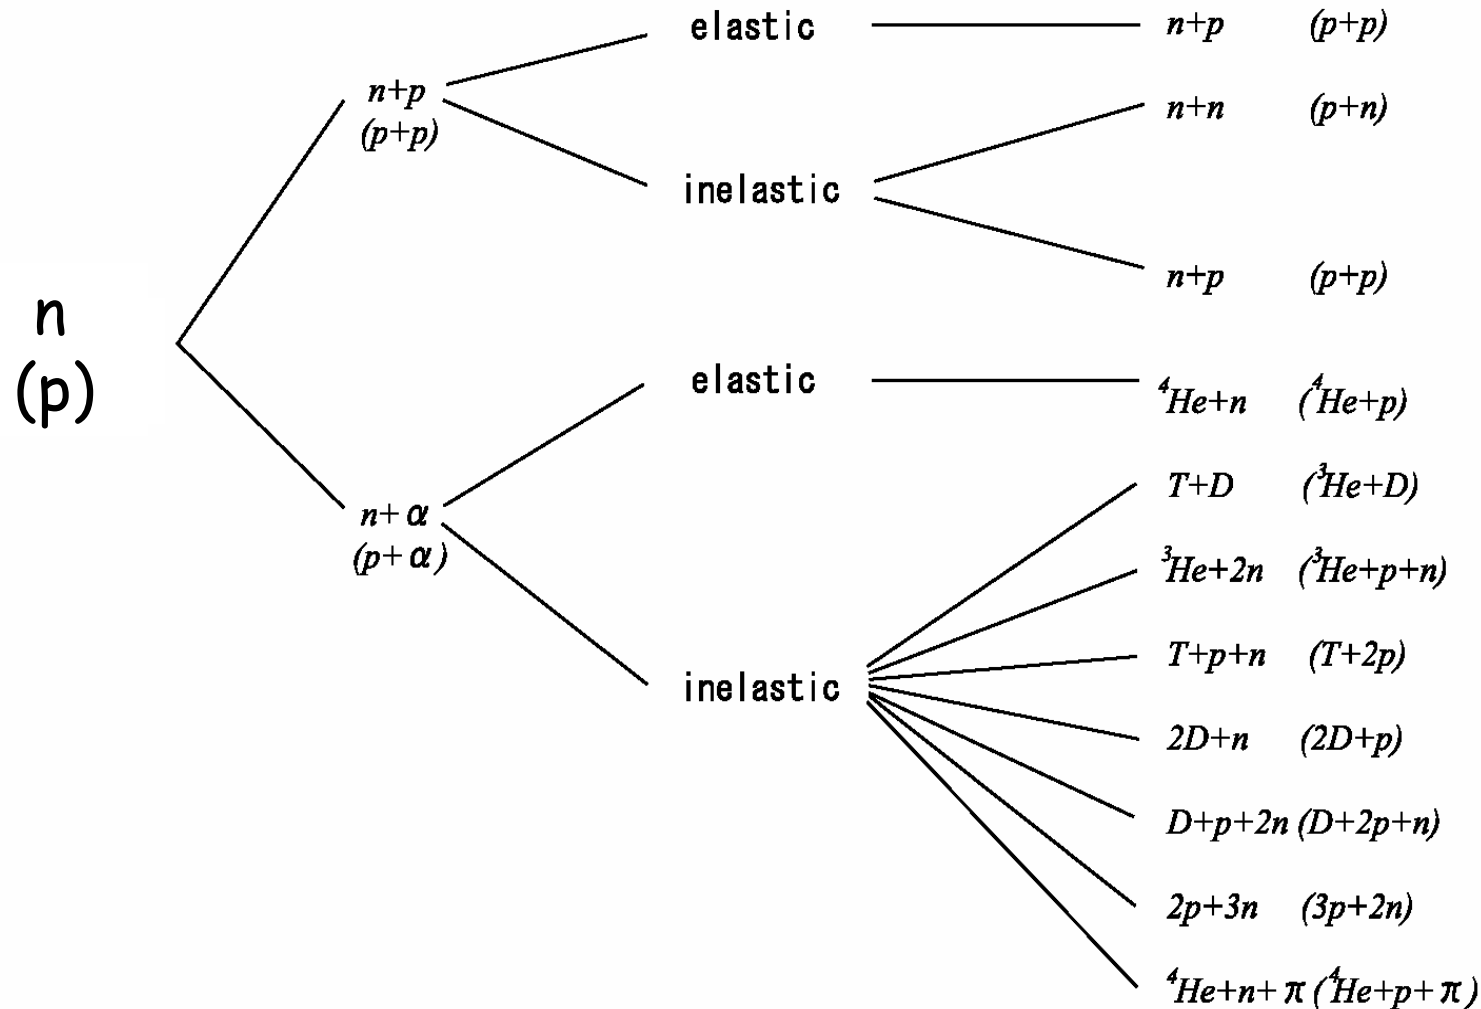 n
(p)
n+p
(p+p)
n+α
(p+α)
elastic
inelastic
elastic
inelastic
n+p (p+p)
n+n (p+n)
n+p (p+p)
⁴He+n (⁴He+p)
T+D (³He+D)
³He+2n (³He+p+n)
T+p+n (T+2p)
2D+n (2D+p)
D+p+2n (D+2p+n)
2p+3n (3p+2n)
⁴He+n+π (⁴He+p+π)